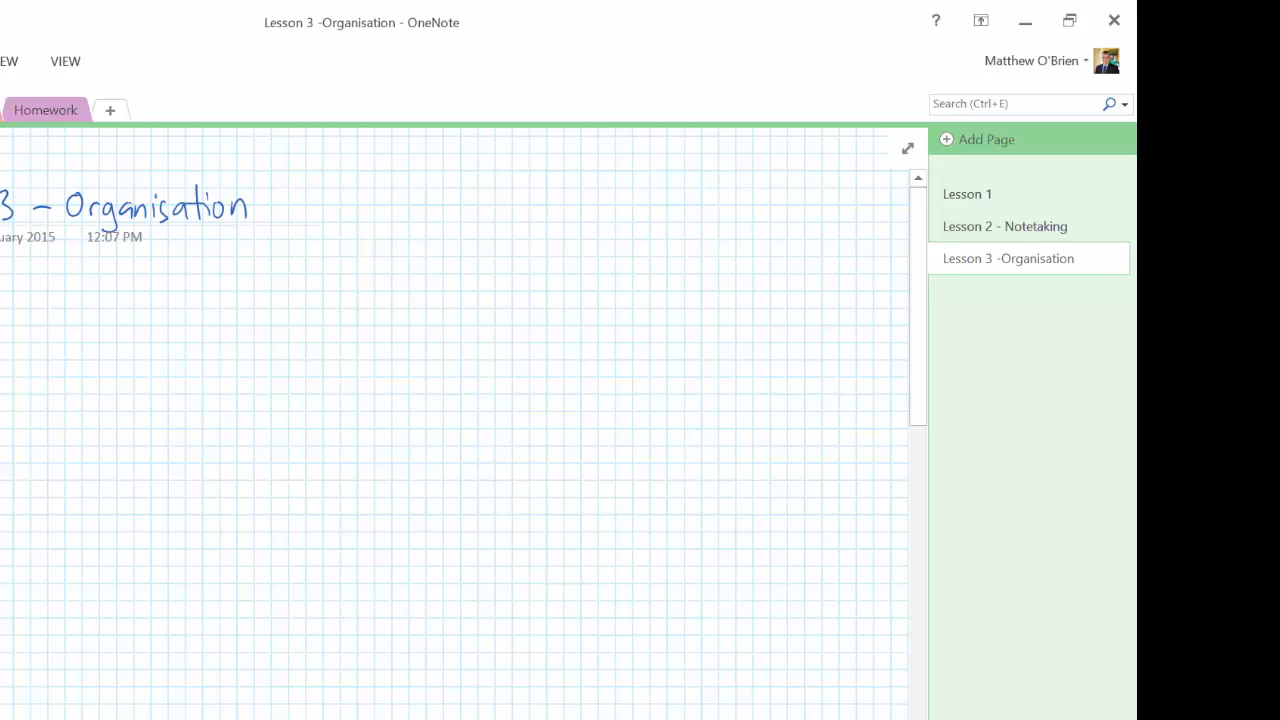 Lesson 3 -Organisation - OneNote
?
EW VIEW
Matthew O'Brien
Homework
Search (Ctrl+E)
Add Page
3 - Organisation
uary 2015 12:07 PM
Lesson 1
Lesson 2 - Notetaking
Lesson 3 -Organisation